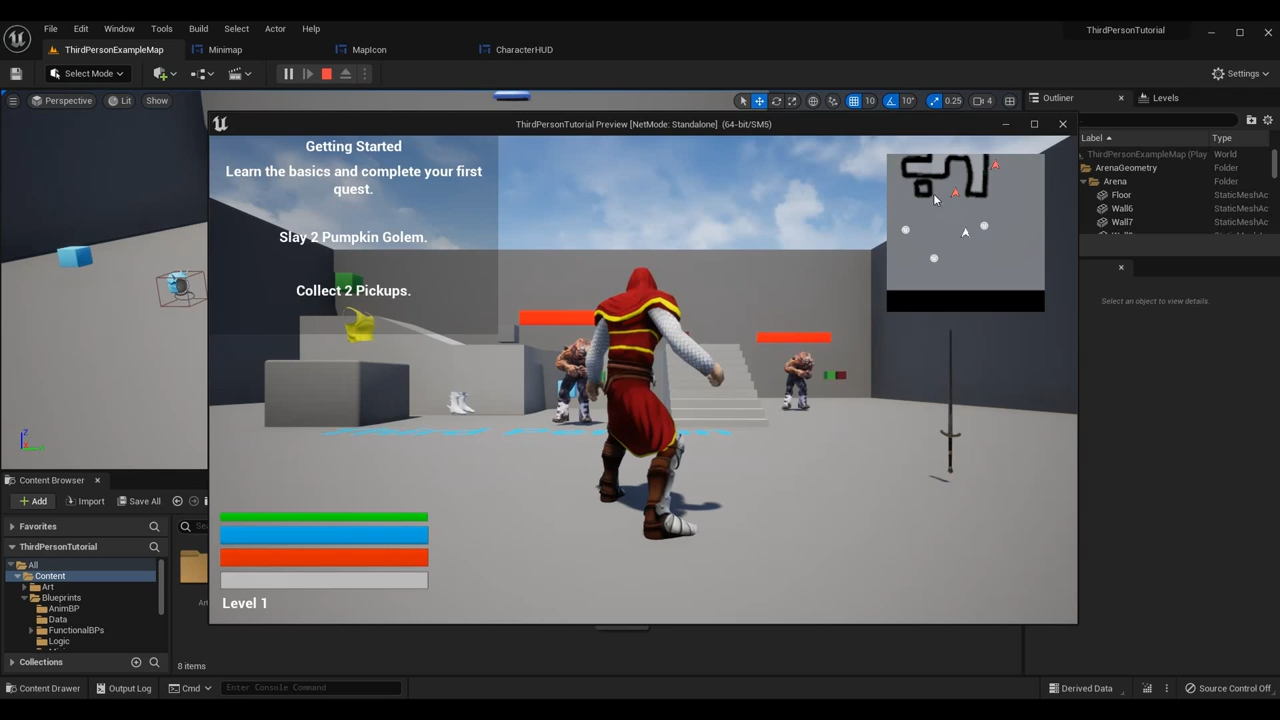 File Edit Window Tools Build Select Actor Help
ThirdPersonTutorial
ThirdPersonExampleMap Minimap MapIcon CharacterHUD
Select Mode
Settings
Perspective Lit Show
10 10° 0.25 4
Outliner Levels
ThirdPersonTutorial Preview [NetMode: Standalone] (64-bit/SM5)
Label Type
ThirdPersonExampleMap (Play World
ArenaGeometry Folder
Arena Folder
Floor StaticMeshAc
Wall6 StaticMeshAc
Wall7 StaticMeshAc
Getting Started
Learn the basics and complete your first
quest.
Slay 2 Pumpkin Golem.
Collect 2 Pickups.
Select an object to view details.
Level 1
Content Browser
Add Import Save All
Favorites
ThirdPersonTutorial
All
Content
Art
Blueprints
AnimBP
Data
FunctionalBPs
Logic
Collections
8 items
Content Drawer Output Log Cmd Enter Console Command
Derived Data Source Control Off